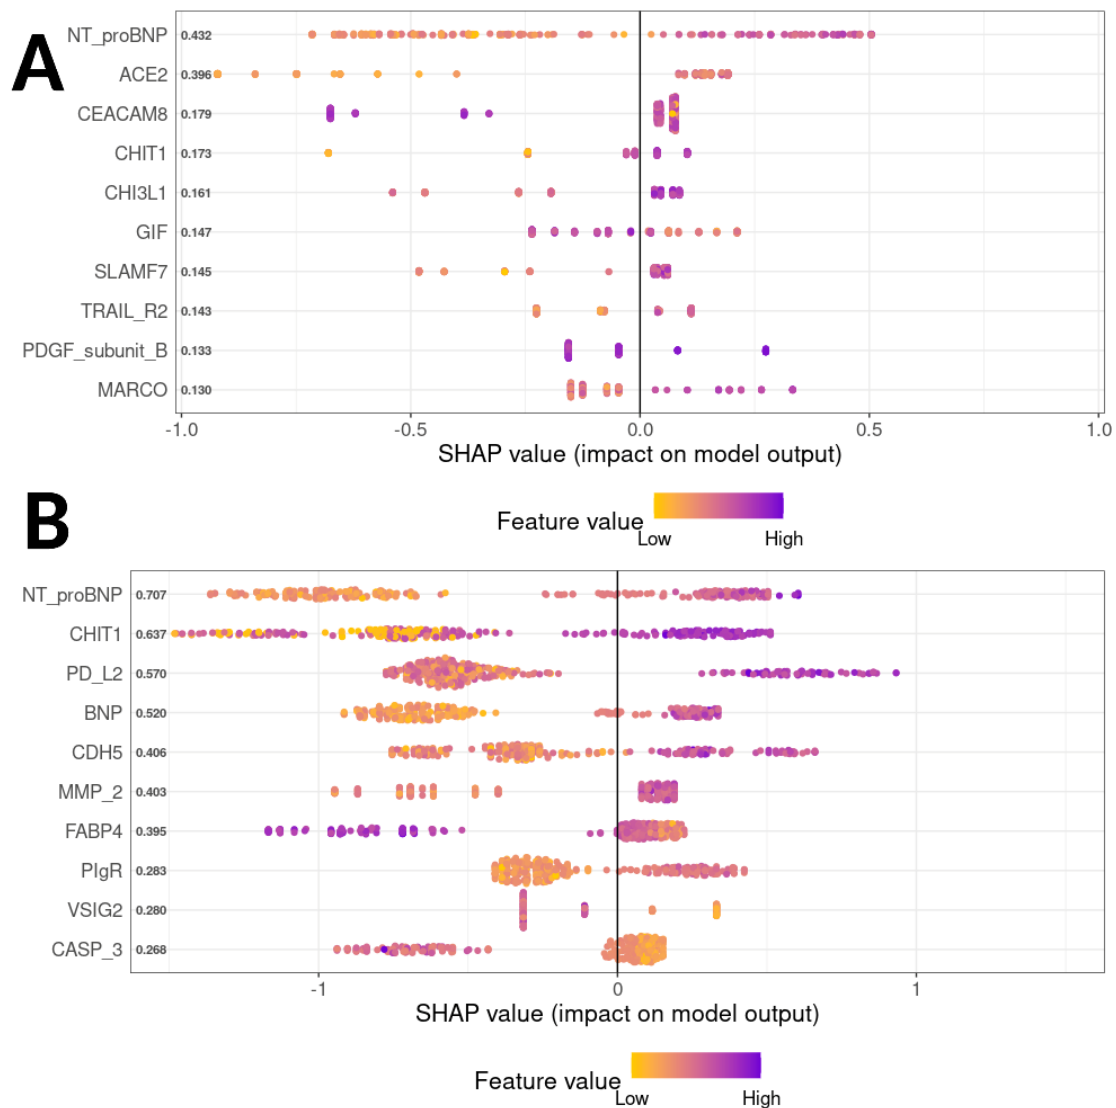 A
NT_proBNP 0.432
ACE2 0.396
CEACAM8 0.179
CHIT1 0.173
CHI3L1 0.161
GIF 0.147
SLAMF7 0.145
TRAIL_R2 0.143
PDGF_subunit_B 0.133
MARCO 0.130
-1.0 -0.5 0.0 0.5 1.0
SHAP value (impact on model output)
Feature value
Low High
B
NT_proBNP 0.707
CHIT1 0.637
PD_L2 0.570
BNP 0.520
CDH5 0.406
MMP_2 0.403
FABP4 0.395
PIgR 0.283
VSIG2 0.280
CASP_3 0.268
-1 0 1
SHAP value (impact on model output)
Feature value
Low High